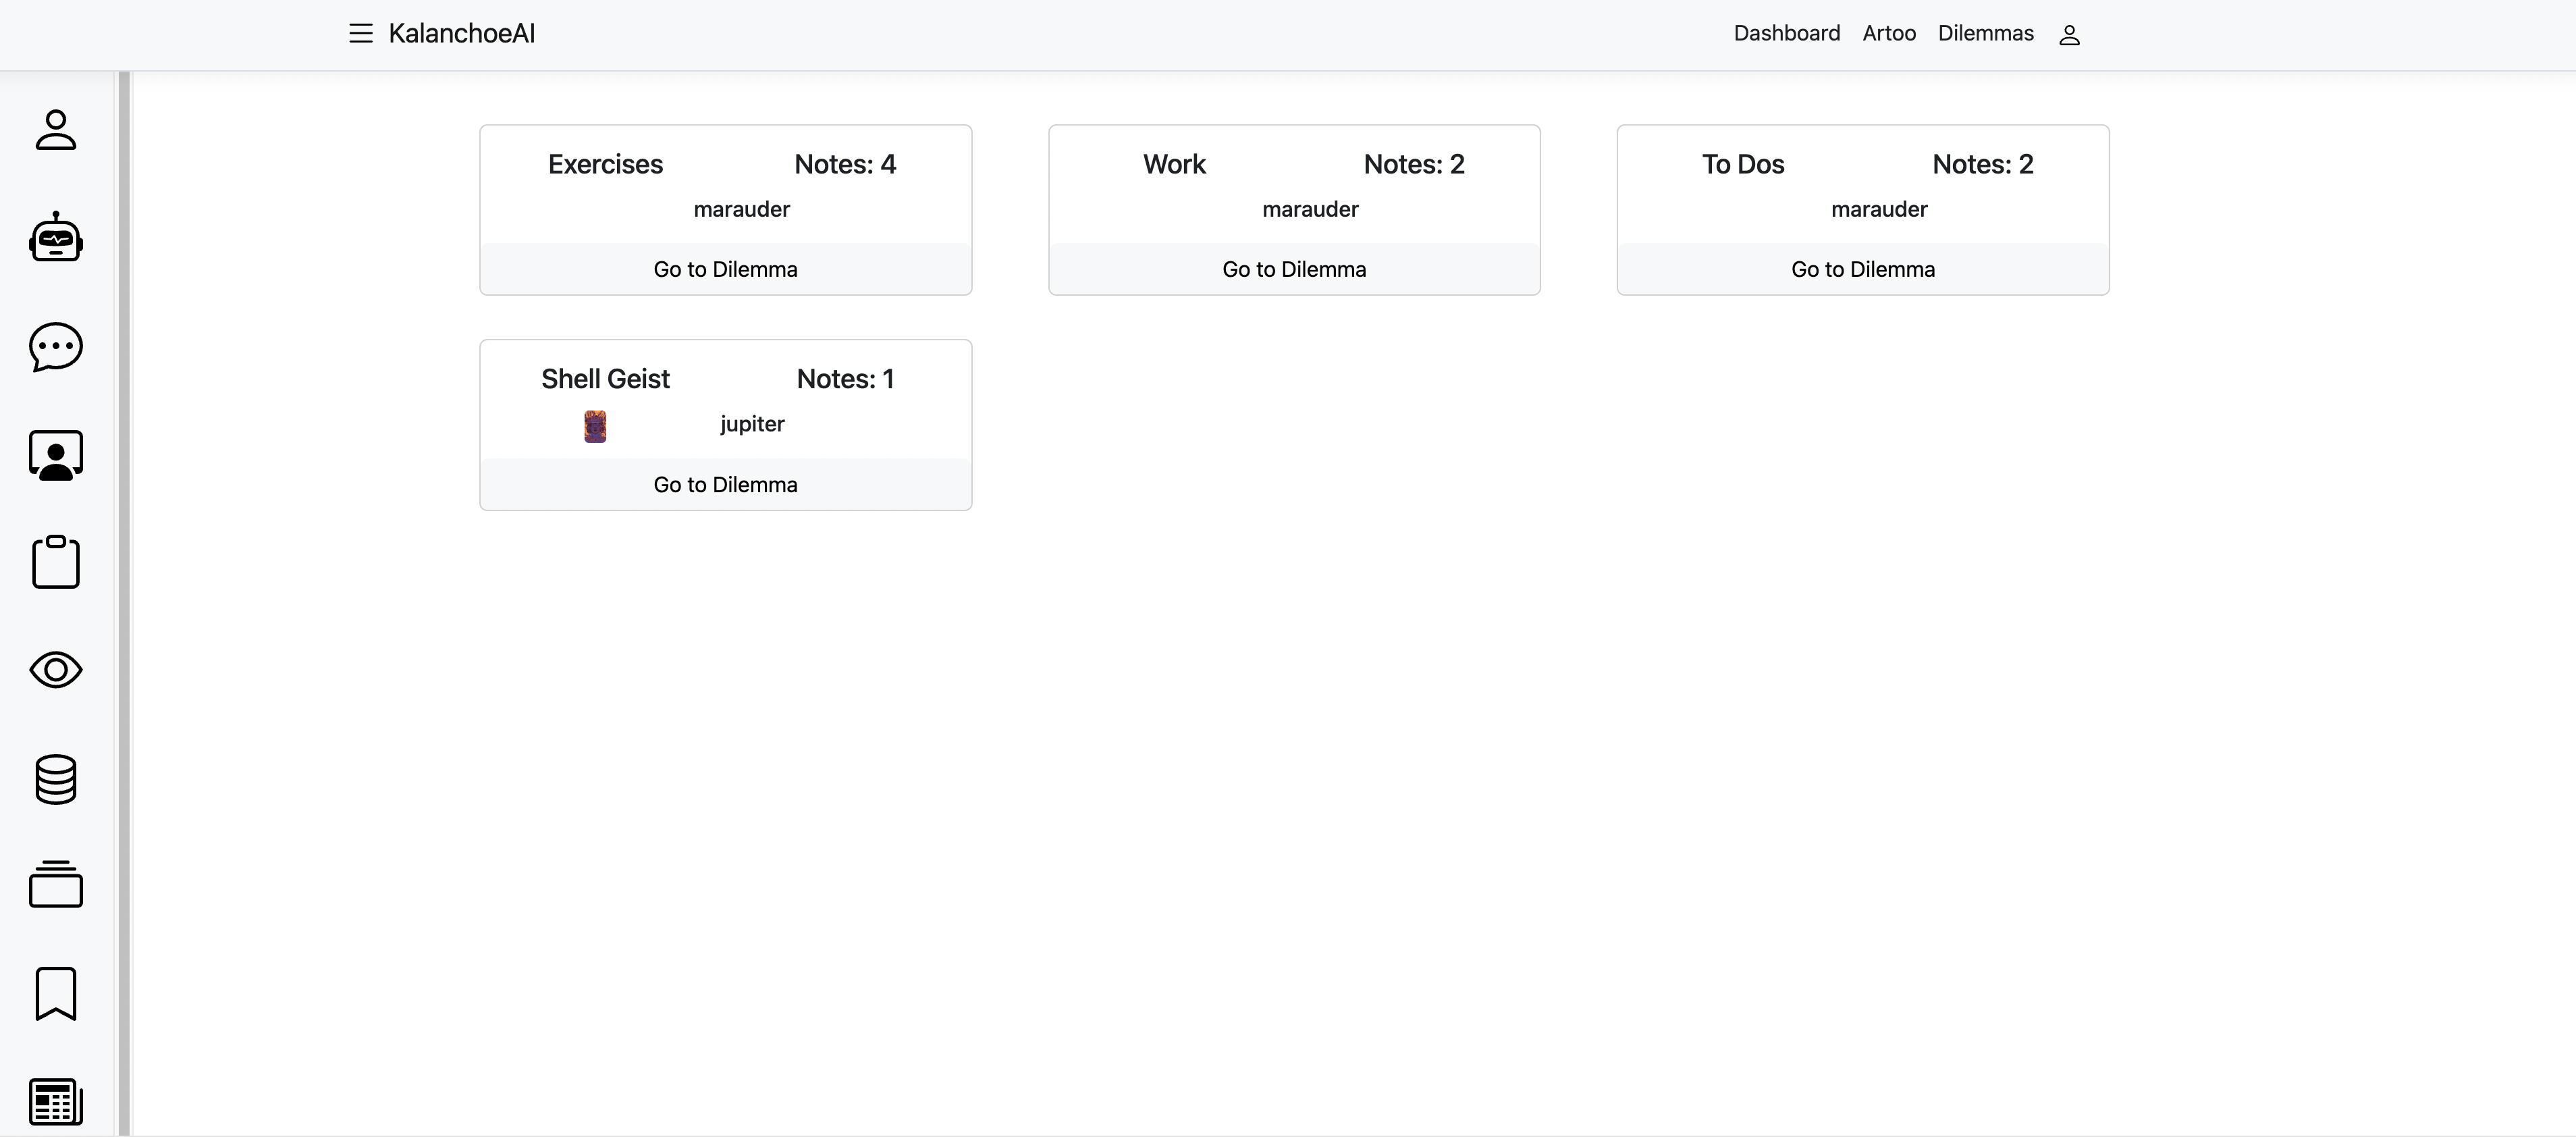 KalanchoeAI
Dashboard Artoo Dilemmas
Exercises Notes: 4
marauder
Go to Dilemma
Work Notes: 2
marauder
Go to Dilemma
To Dos Notes: 2
marauder
Go to Dilemma
Shell Geist Notes: 1
jupiter
Go to Dilemma